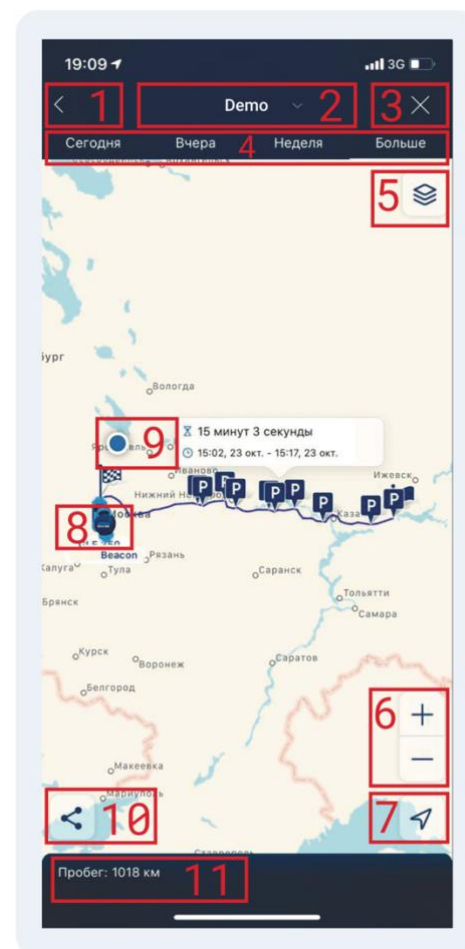 19:09
3G
1
Demo
2
3
Сегодня
Вчера
4
Неделя
Больше
5
бург
Вологда
9
15 минут 3 секунды
15:02, 23 окт. - 15:17, 23 окт.
Иваново
Ижевск
Нижний
P P P P P P P P P
8
Москва
Каза
Beacon
Рязань
Калуга
Тула
Саранск
Брянск
Тольятти
Самара
Курск
Воронеж
Саратов
Белгород
6
+
−
Макеевка
Мариуполь
10
7
Пробег: 1018 км
11